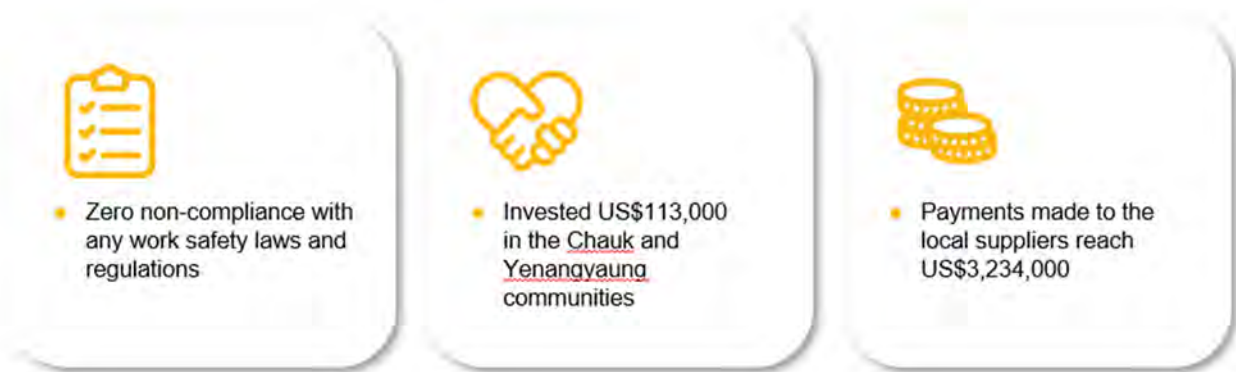 Zero non-compliance with
any work safety laws and
regulations
Invested US$113,000
in the Chauk and
Yenangyaung
communities
Payments made to the
local suppliers reach
US$3,234,000